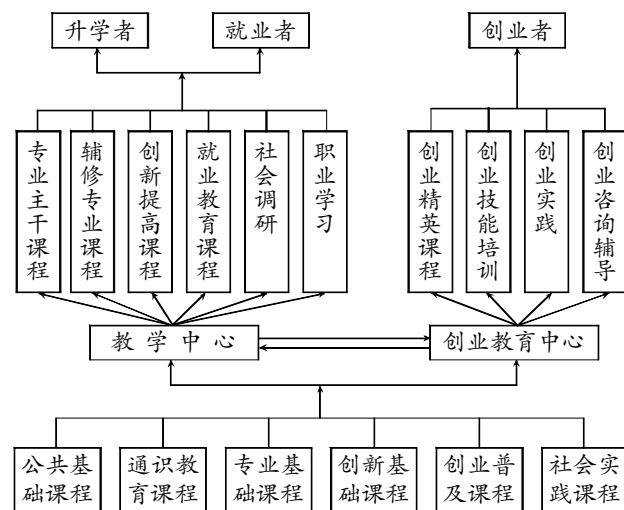 升学者
就业者
创业者
专业主干课程
辅修专业课程
创新提高课程
就业教育课程
社会调研
职业学习
创业精英课程
创业技能培训
创业实践
创业咨询辅导
教学中心
创业教育中心
公共基
础课程
通识教
育课程
专业基
础课程
创新基
础课程
创业普
及课程
社会实
践课程